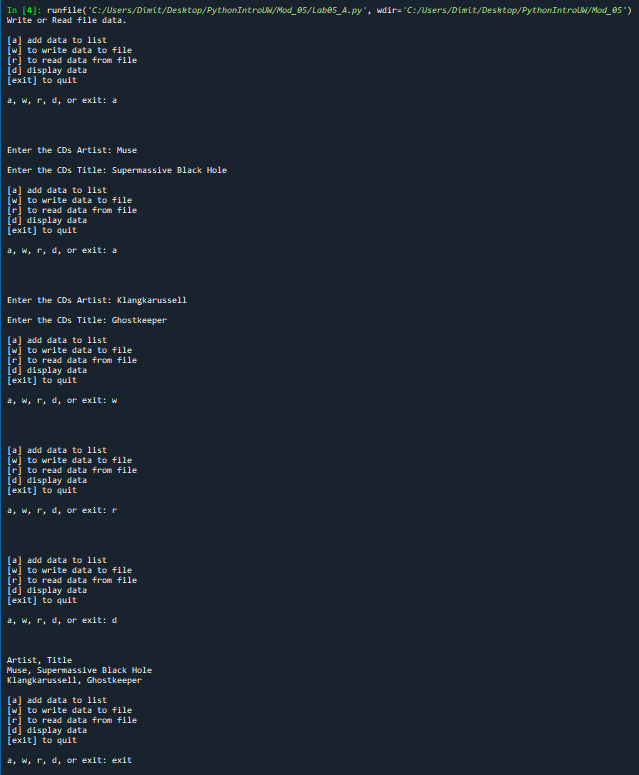 In [4]: runfile('C:/Users/Dimit/Desktop/PythonIntroUW/Mod_05/Lab05_A.py', wdir='C:/Users/Dimit/Desktop/PythonIntroUW/Mod_05')
Write or Read file data.
[a] add data to list
[w] to write data to file
[r] to read data from file
[d] display data
[exit] to quit
a, w, r, d, or exit: a
Enter the CDs Artist: Muse
Enter the CDs Title: Supermassive Black Hole
[a] add data to list
[w] to write data to file
[r] to read data from file
[d] display data
[exit] to quit
a, w, r, d, or exit: a
Enter the CDs Artist: Klangkarussell
Enter the CDs Title: Ghostkeeper
[a] add data to list
[w] to write data to file
[r] to read data from file
[d] display data
[exit] to quit
a, w, r, d, or exit: w
[a] add data to list
[w] to write data to file
[r] to read data from file
[d] display data
[exit] to quit
a, w, r, d, or exit: r
[a] add data to list
[w] to write data to file
[r] to read data from file
[d] display data
[exit] to quit
a, w, r, d, or exit: d
Artist, Title
Muse, Supermassive Black Hole
Klangkarussell, Ghostkeeper
[a] add data to list
[w] to write data to file
[r] to read data from file
[d] display data
[exit] to quit
a, w, r, d, or exit: exit